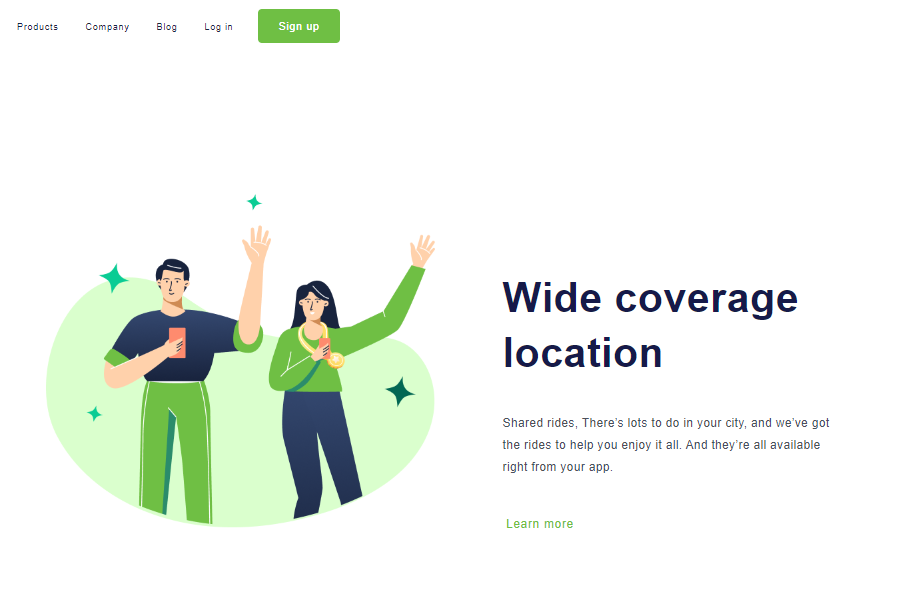 Products Company Blog Log in Sign up
Wide coverage
location
Shared rides, There's lots to do in your city, and we've got
the rides to help you enjoy it all. And they're all available
right from your app.
Learn more